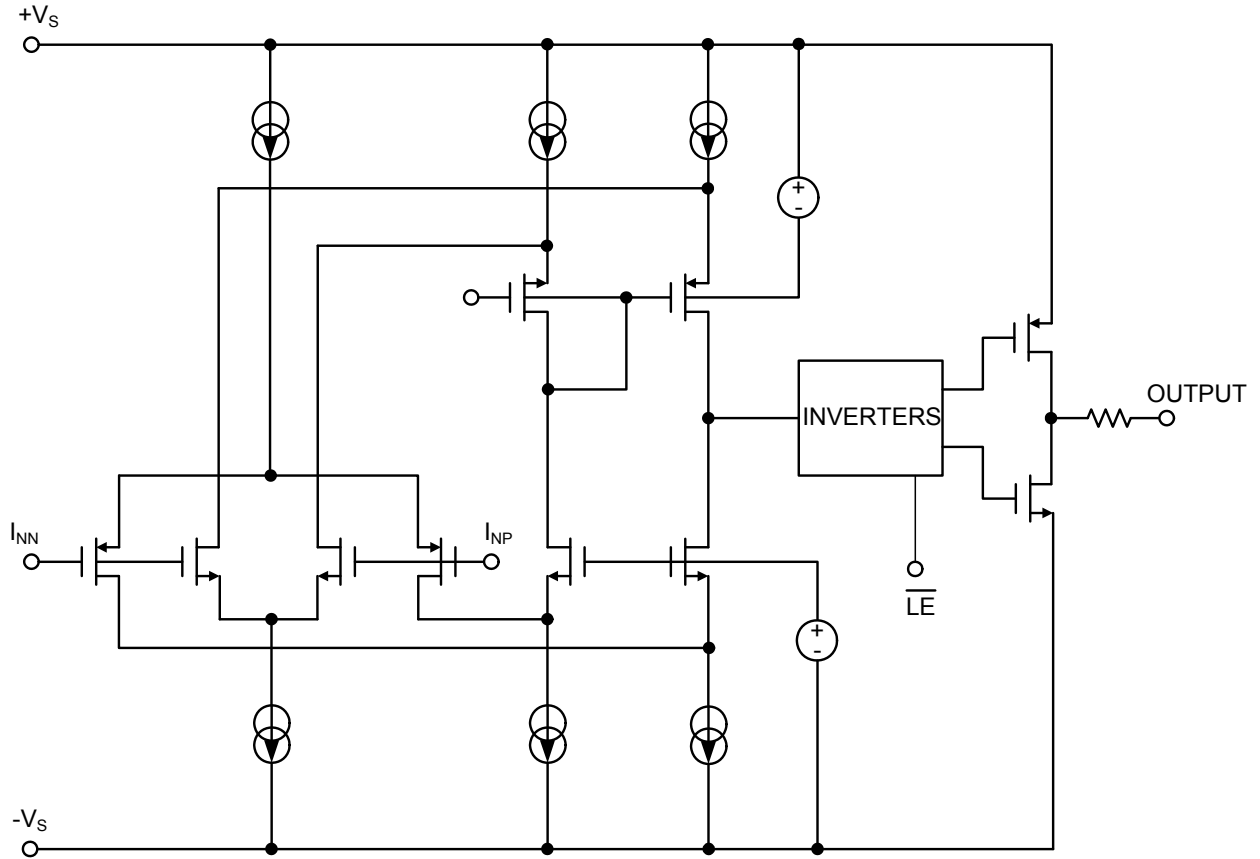 +VS
+
-
OUTPUT
INVERTERS
INN
INP
LE
+
-
-VS